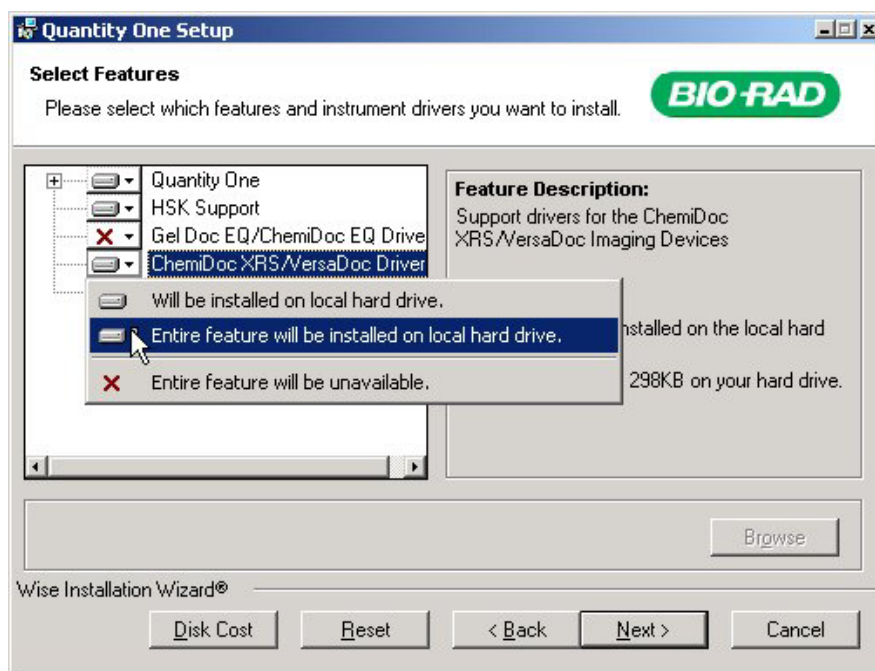 Quantity One Setup
Select Features
Please select which features and instrument drivers you want to install.
BIO-RAD
Quantity One
HSK Support
Gel Doc EQ/ChemiDoc EQ Drive
ChemiDoc XRS/VersaDoc Driver
Feature Description:
Support drivers for the ChemiDoc
XRS/VersaDoc Imaging Devices
Will be installed on local hard drive.
Entire feature will be installed on local hard drive.
Entire feature will be unavailable.
nstalled on the local hard
298KB on your hard drive.
Browse
Wise Installation Wizard®
Disk Cost
Reset
< Back
Next >
Cancel